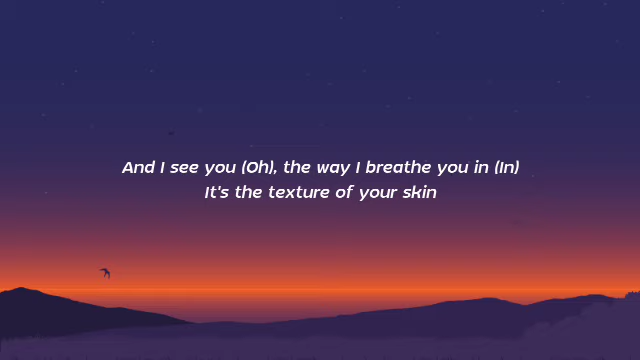 And I see you (Oh), the way I breathe you in (In)
It's the texture of your skin